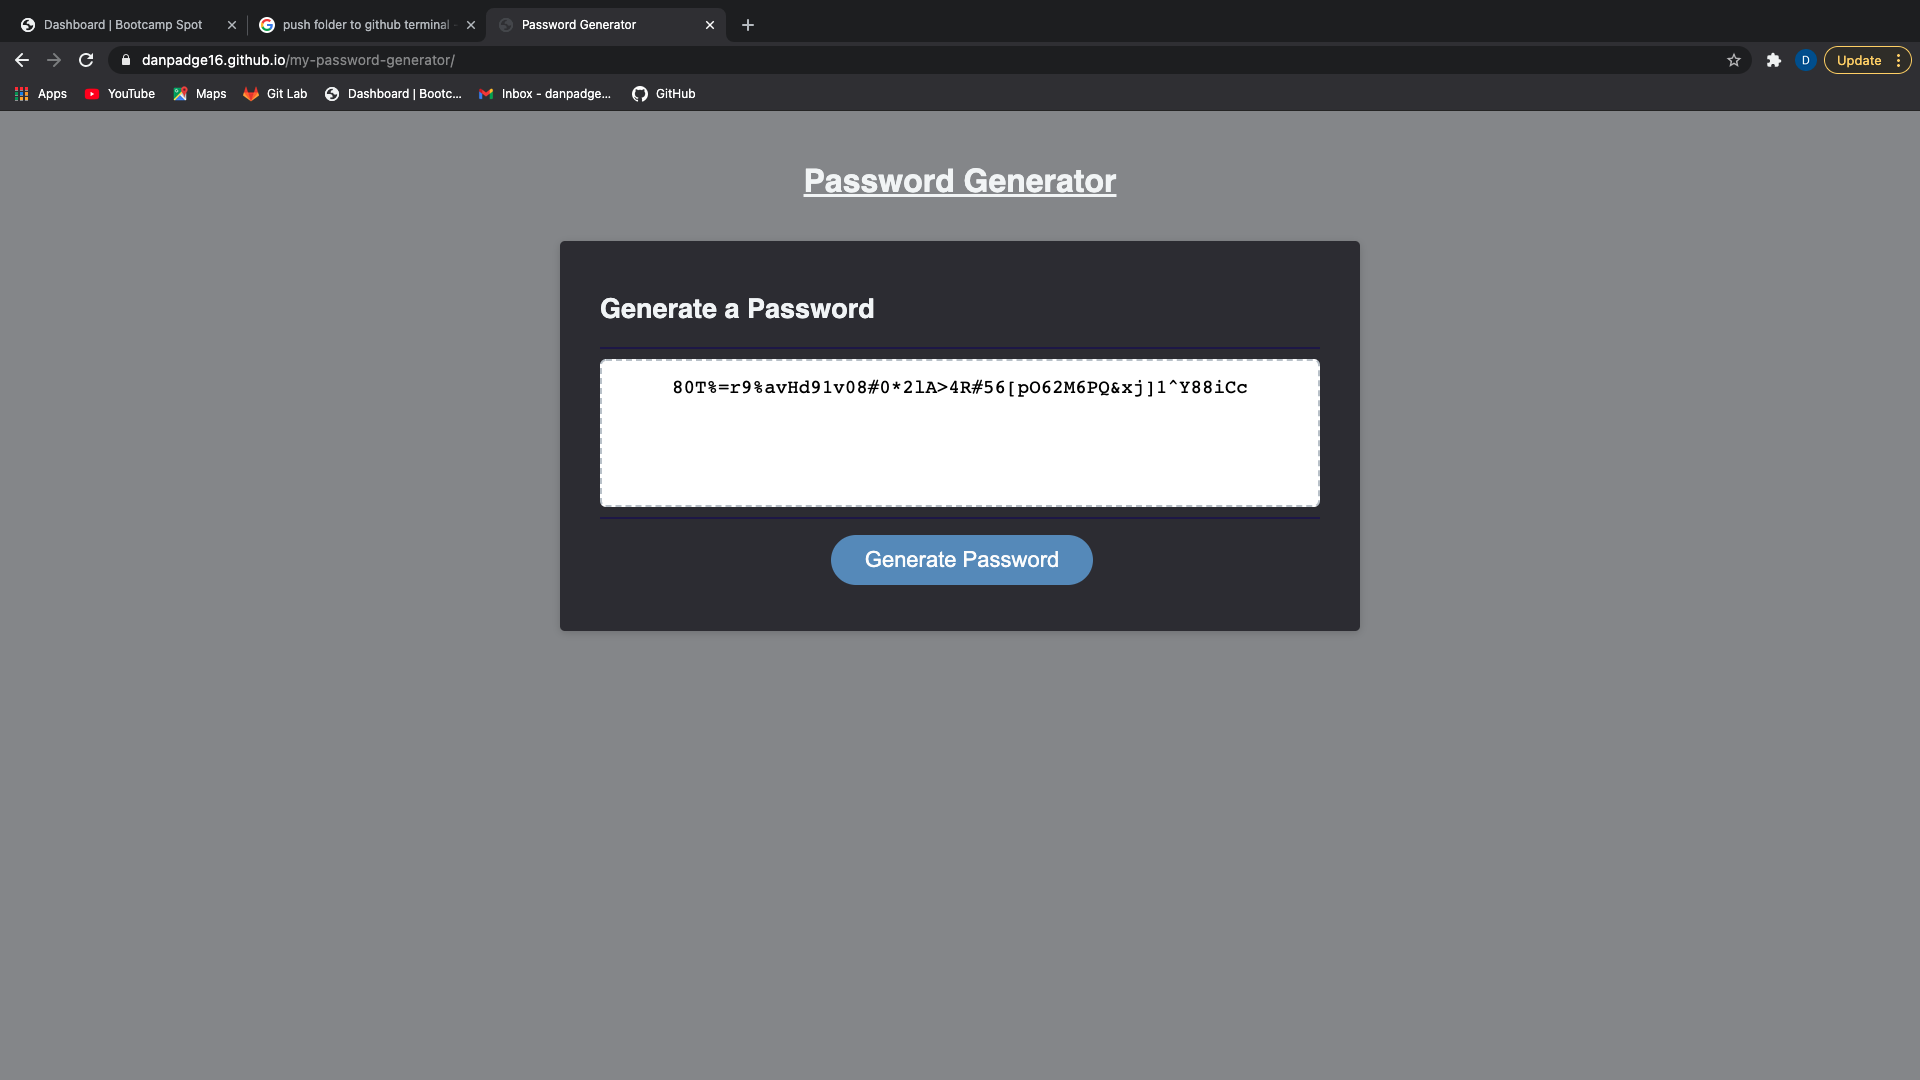 Dashboard | Bootcamp Spot
push folder to github terminal
Password Generator
danpadge16.github.io/my-password-generator/
D
Update
Apps
YouTube
Maps
Git Lab
Dashboard | Bootc...
Inbox - danpadge...
GitHub
Password Generator
Generate a Password
80T%=r9%avHd91v08#0*2lA>4R#56[pO62M6PQ&xj]1^Y88iCc
Generate Password